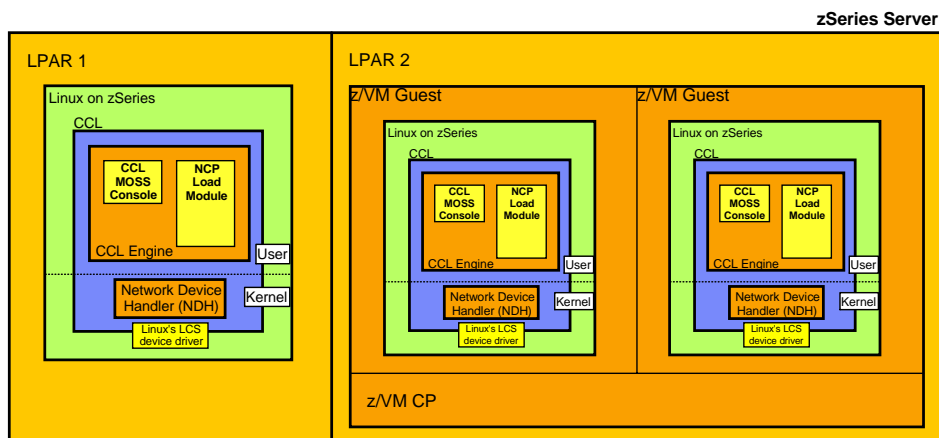 zSeries Server
LPAR 1
Linux on zSeries
CCL
CCL
MOSS
Console
NCP
Load
Module
CCL Engine
User
Kernel
Network Device
Handler (NDH)
Linux's LCS
device driver
LPAR 2
z/VM Guest
Linux on zSeries
CCL
CCL
MOSS
Console
NCP
Load
Module
CCL Engine
User
Kernel
Network Device
Handler (NDH)
Linux's LCS
device driver
z/VM Guest
Linux on zSeries
CCL
CCL
MOSS
Console
NCP
Load
Module
CCL Engine
User
Kernel
Network Device
Handler (NDH)
Linux's LCS
device driver
z/VM CP